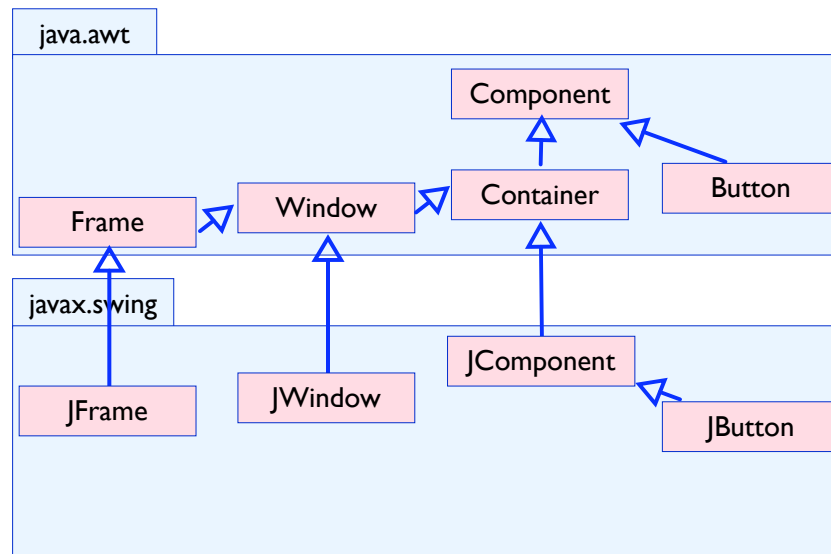 java.awt
Component
Button
Container
Window
Frame
javax.swing
JComponent
JWindow
JFrame
JButton